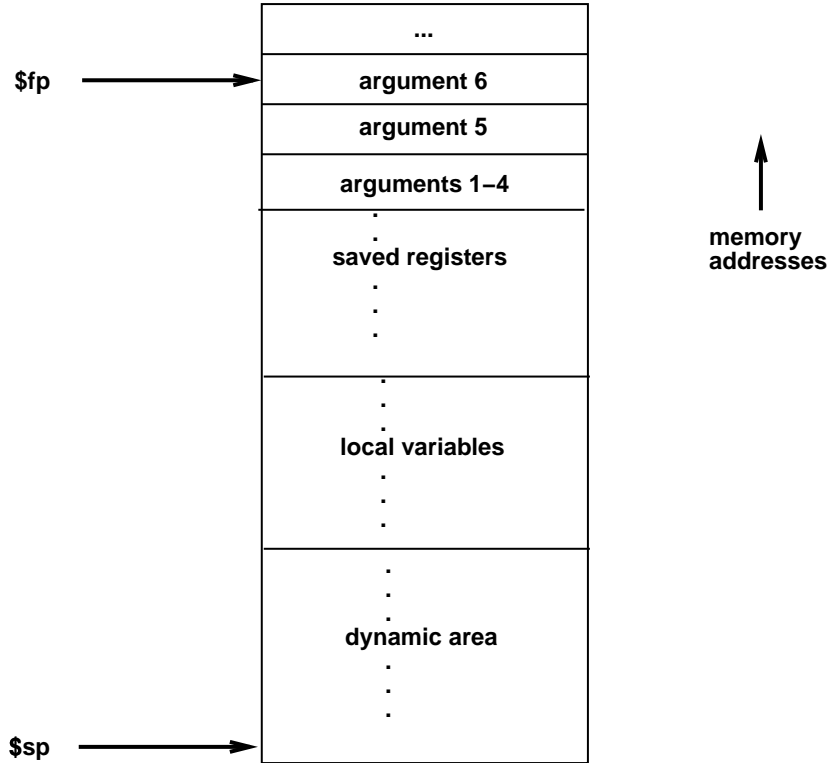 ...
$fp
argument 6
argument 5
arguments 1−4
memory
addresses
saved registers
local variables
dynamic area
$sp